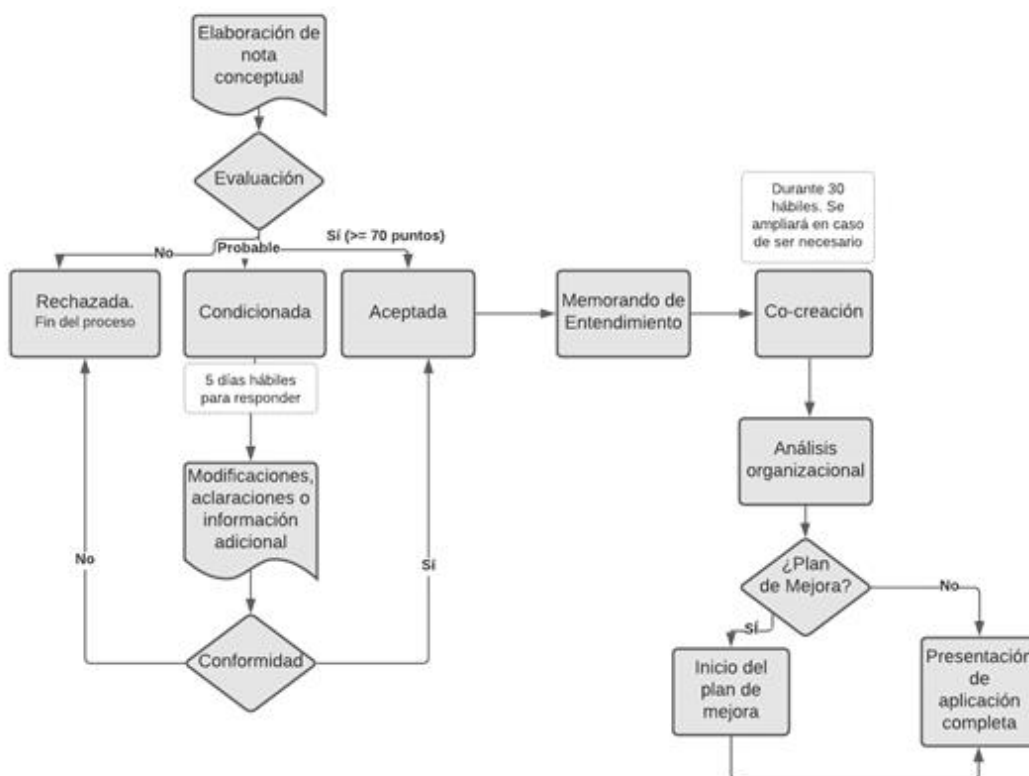 Elaboración de
nota
conceptual
Evaluación
No
Probable
Sí (>= 70 puntos)
Rechazada.
Fin del proceso
Condicionada
Aceptada
Memorando de
Entendimiento
Durante 30
hábiles. Se
ampliará en caso
de ser necesario
Co-creación
5 días hábiles
para responder
Modificaciones,
aclaraciones o
información
adicional
No
Sí
Conformidad
Análisis
organizacional
¿Plan
de Mejora?
Sí
No
Inicio del
plan de
mejora
Presentación
de
aplicación
completa